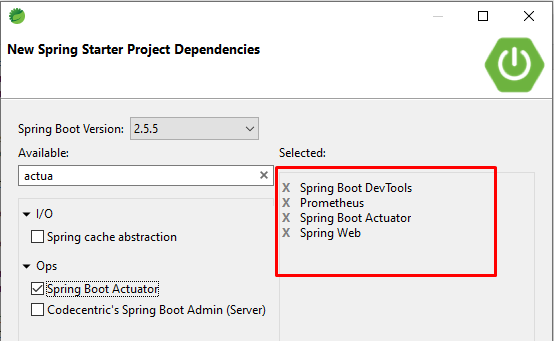 New Spring Starter Project Dependencies
Spring Boot Version: 2.5.5
Available:
actua
I/O
Spring cache abstraction
Ops
Spring Boot Actuator
Codecentric's Spring Boot Admin (Server)
Selected:
X Spring Boot DevTools
X Prometheus
X Spring Boot Actuator
X Spring Web